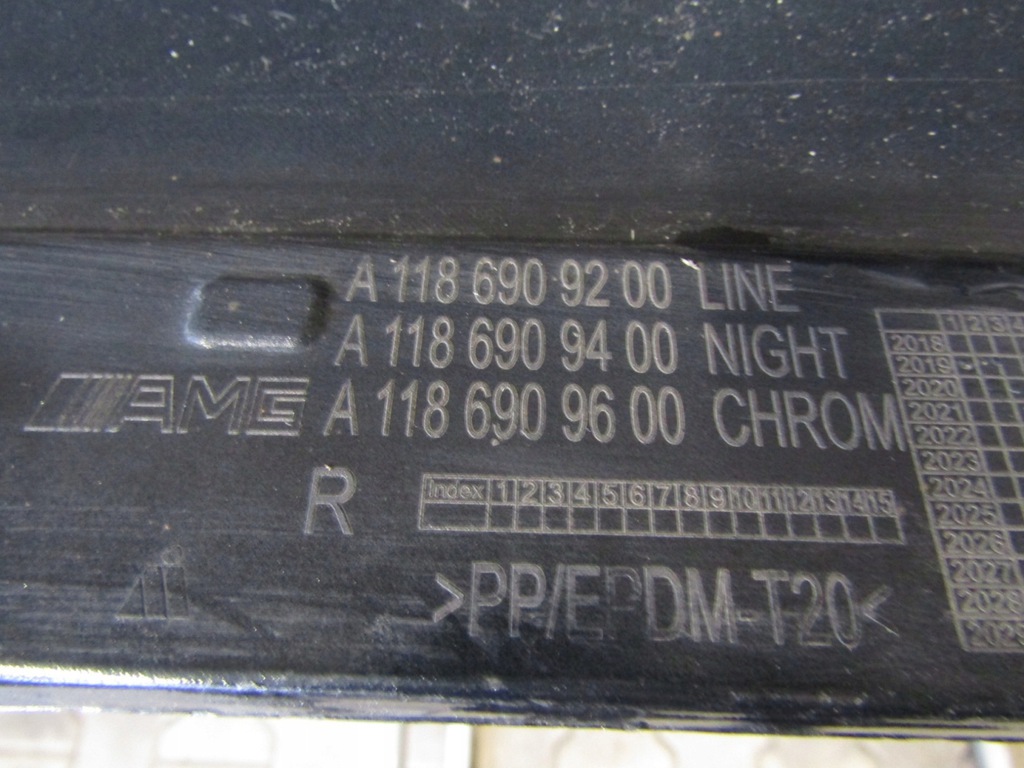 A 118 690 92 00 LINE
A 118 690 94 00 NIGHT
AMG A 118 690 96 00 CHROM
R
Index 1 2 3 4 5 6 7 8 9 10 11 12 13 14 15
>PP/EPDM-T20<
1 2 3 4
2018
2019
2020
2021
2022
2023
2024
2025
2026
2027
2028
2029